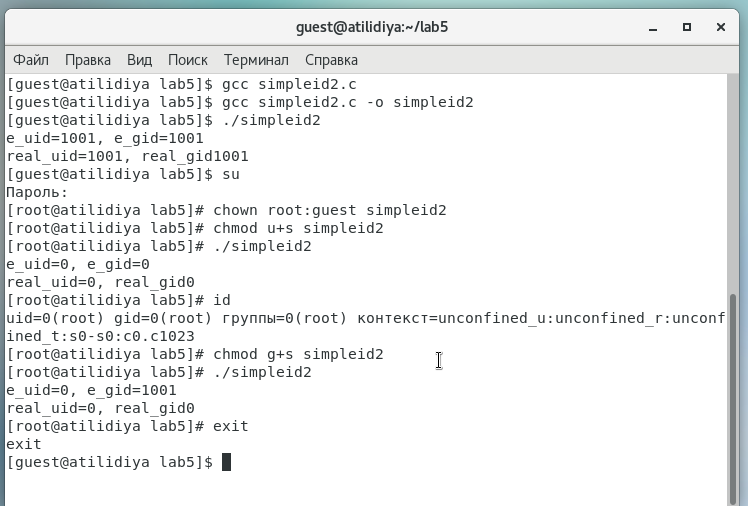 guest@atilidiya:~/lab5
Файл Правка Вид Поиск Терминал Справка
[guest@atilidiya lab5]$ gcc simpleid2.c
[guest@atilidiya lab5]$ gcc simpleid2.c -o simpleid2
[guest@atilidiya lab5]$ ./simpleid2
e_uid=1001, e_gid=1001
real_uid=1001, real_gid1001
[guest@atilidiya lab5]$ su
Пароль:
[root@atilidiya lab5]# chown root:guest simpleid2
[root@atilidiya lab5]# chmod u+s simpleid2
[root@atilidiya lab5]# ./simpleid2
e_uid=0, e_gid=0
real_uid=0, real_gid0
[root@atilidiya lab5]# id
uid=0(root) gid=0(root) группы=0(root) контекст=unconfined_u:unconfined_r:unconf
ined_t:s0-s0:c0.c1023
[root@atilidiya lab5]# chmod g+s simpleid2
[root@atilidiya lab5]# ./simpleid2
e_uid=0, e_gid=1001
real_uid=0, real_gid0
[root@atilidiya lab5]# exit
exit
[guest@atilidiya lab5]$